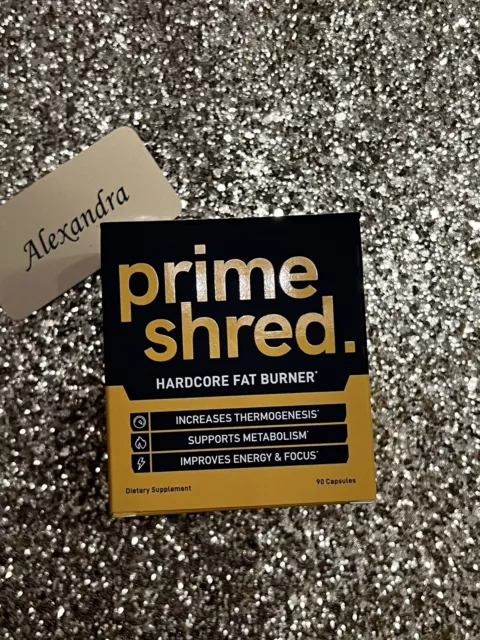 Alexandra
prime
shred.
HARDCORE FAT BURNER*
INCREASES THERMOGENESIS*
SUPPORTS METABOLISM*
IMPROVES ENERGY & FOCUS*
Dietary Supplement
90 Capsules